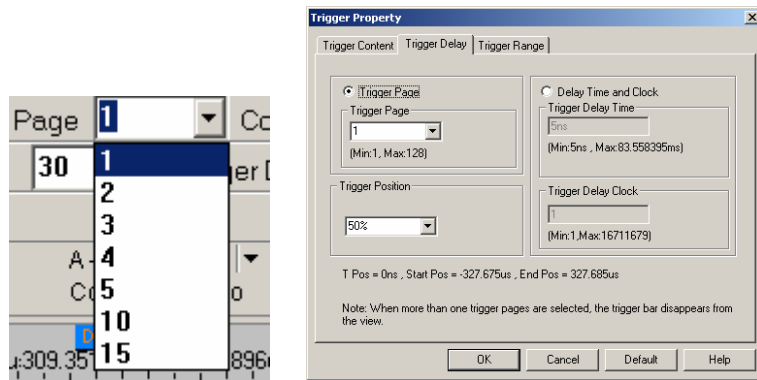 Page 1
30
1
2
3
4
5
10
15
A -
Trigger Property
Trigger Content Trigger Delay Trigger Range
Trigger Page
Trigger Page
1
(Min:1, Max:128)
Trigger Position
50%
Delay Time and Clock
Trigger Delay Time
5ns
(Min:5ns , Max:83.558395ms)
Trigger Delay Clock
1
(Min:1,Max:16711679)
T Pos = 0ns , Start Pos = -327.675us , End Pos = 327.685us
Note: When more than one trigger pages are selected, the trigger bar disappears from
the view.
OK Cancel Default Help